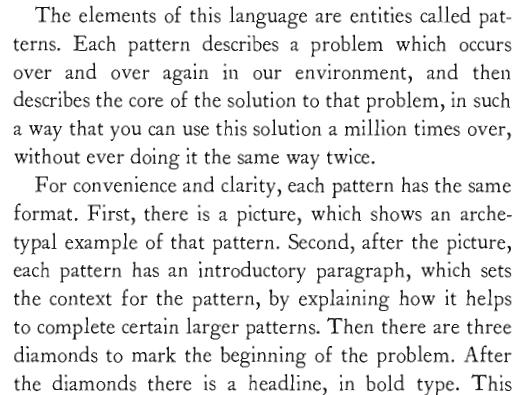 The elements of this language are entities called pat-
terns. Each pattern describes a problem which occurs
over and over again in our environment, and then
describes the core of the solution to that problem, in such
a way that you can use this solution a million times over,
without ever doing it the same way twice.
For convenience and clarity, each pattern has the same
format. First, there is a picture, which shows an arche-
typal example of that pattern. Second, after the picture,
each pattern has an introductory paragraph, which sets
the context for the pattern, by explaining how it helps
to complete certain larger patterns. Then there are three
diamonds to mark the beginning of the problem. After
the diamonds there is a headline, in bold type. This